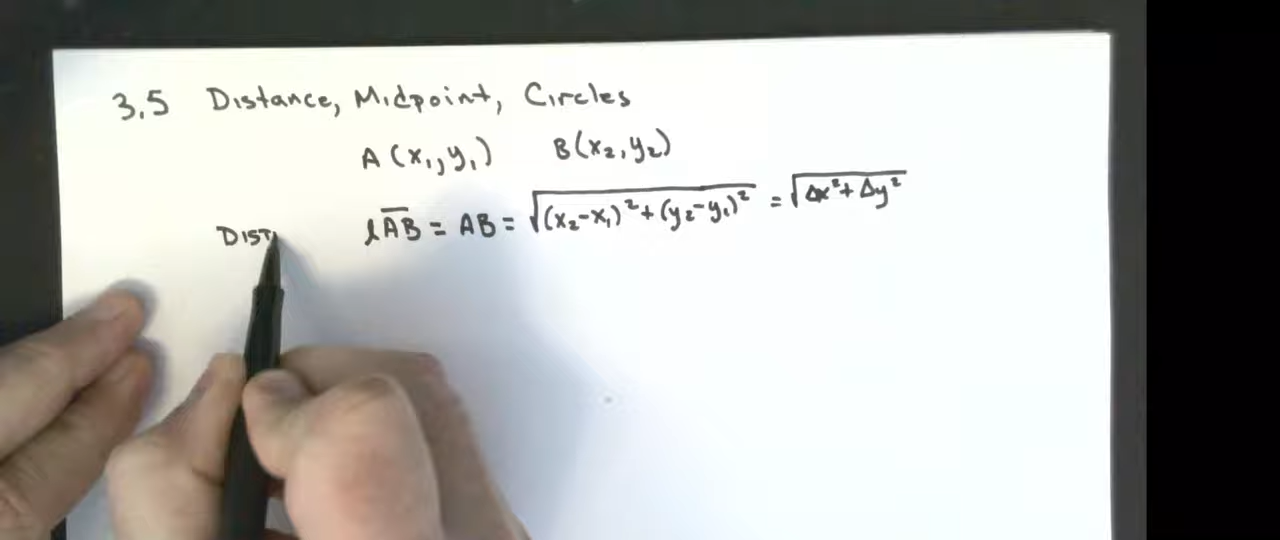 3.5 Distance, Midpoint, Circles
A (x₁, y₁) B(x₂, y₂)
DIST l A̅B̅ = AB = √((x₂-x₁)² + (y₂-y₁)²) = √(Δx² + Δy²)